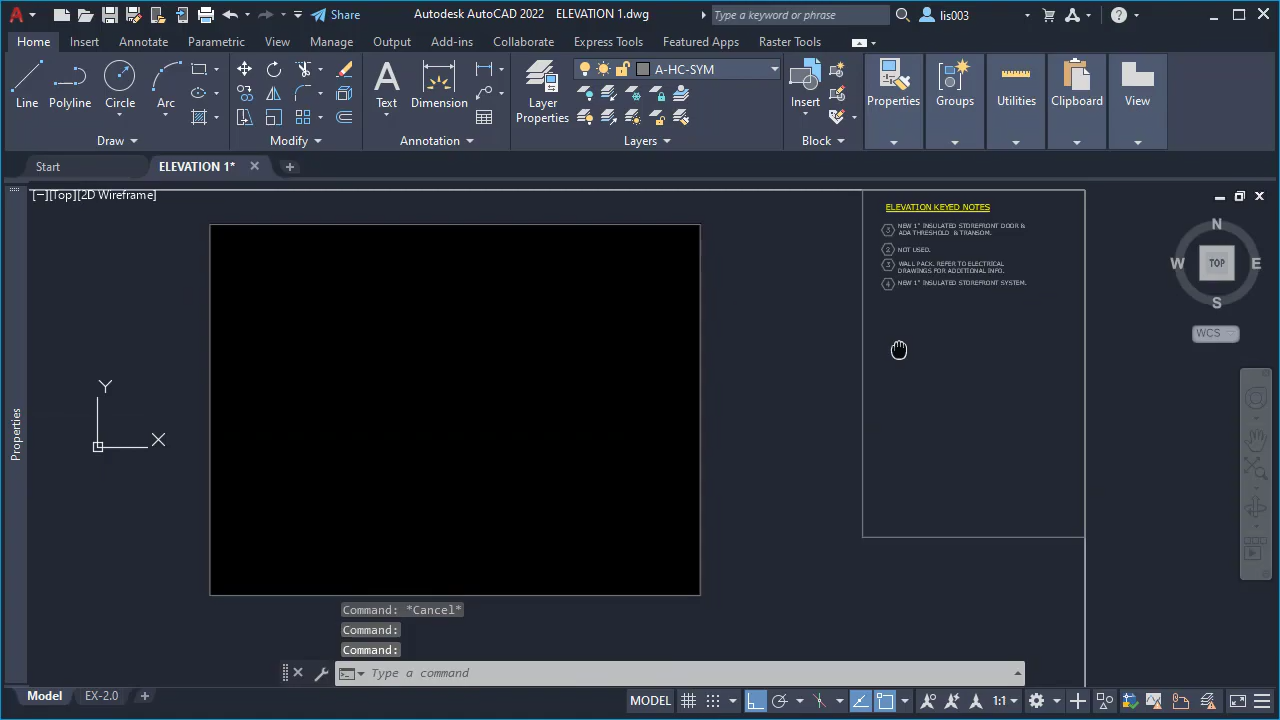 Share
Autodesk AutoCAD 2022 ELEVATION 1.dwg
Type a keyword or phrase
lis003
Home Insert Annotate Parametric View Manage Output Add-ins Collaborate Express Tools Featured Apps Raster Tools
Line Polyline Circle Arc
Draw
Modify
Text Dimension
Annotation
Layer
Properties
A-HC-SYM
Layers
Insert
Block
Properties
Groups
Utilities
Clipboard
View
Start ELEVATION 1*
[−][Top][2D Wireframe]
ELEVATION KEYED NOTES
3 NEW 1" INSULATED STOREFRONT DOOR &
ADA THRESHOLD & TRANSOM.
2 NOT USED.
3 WALL PACK. REFER TO ELECTRICAL
DRAWINGS FOR ADDITIONAL INFO.
4 NEW 1" INSULATED STOREFRONT SYSTEM.
N
W TOP E
S
WCS
Y
X
Properties
Command: *Cancel*
Command:
Command:
Type a command
Model EX-2.0
MODEL
1:1